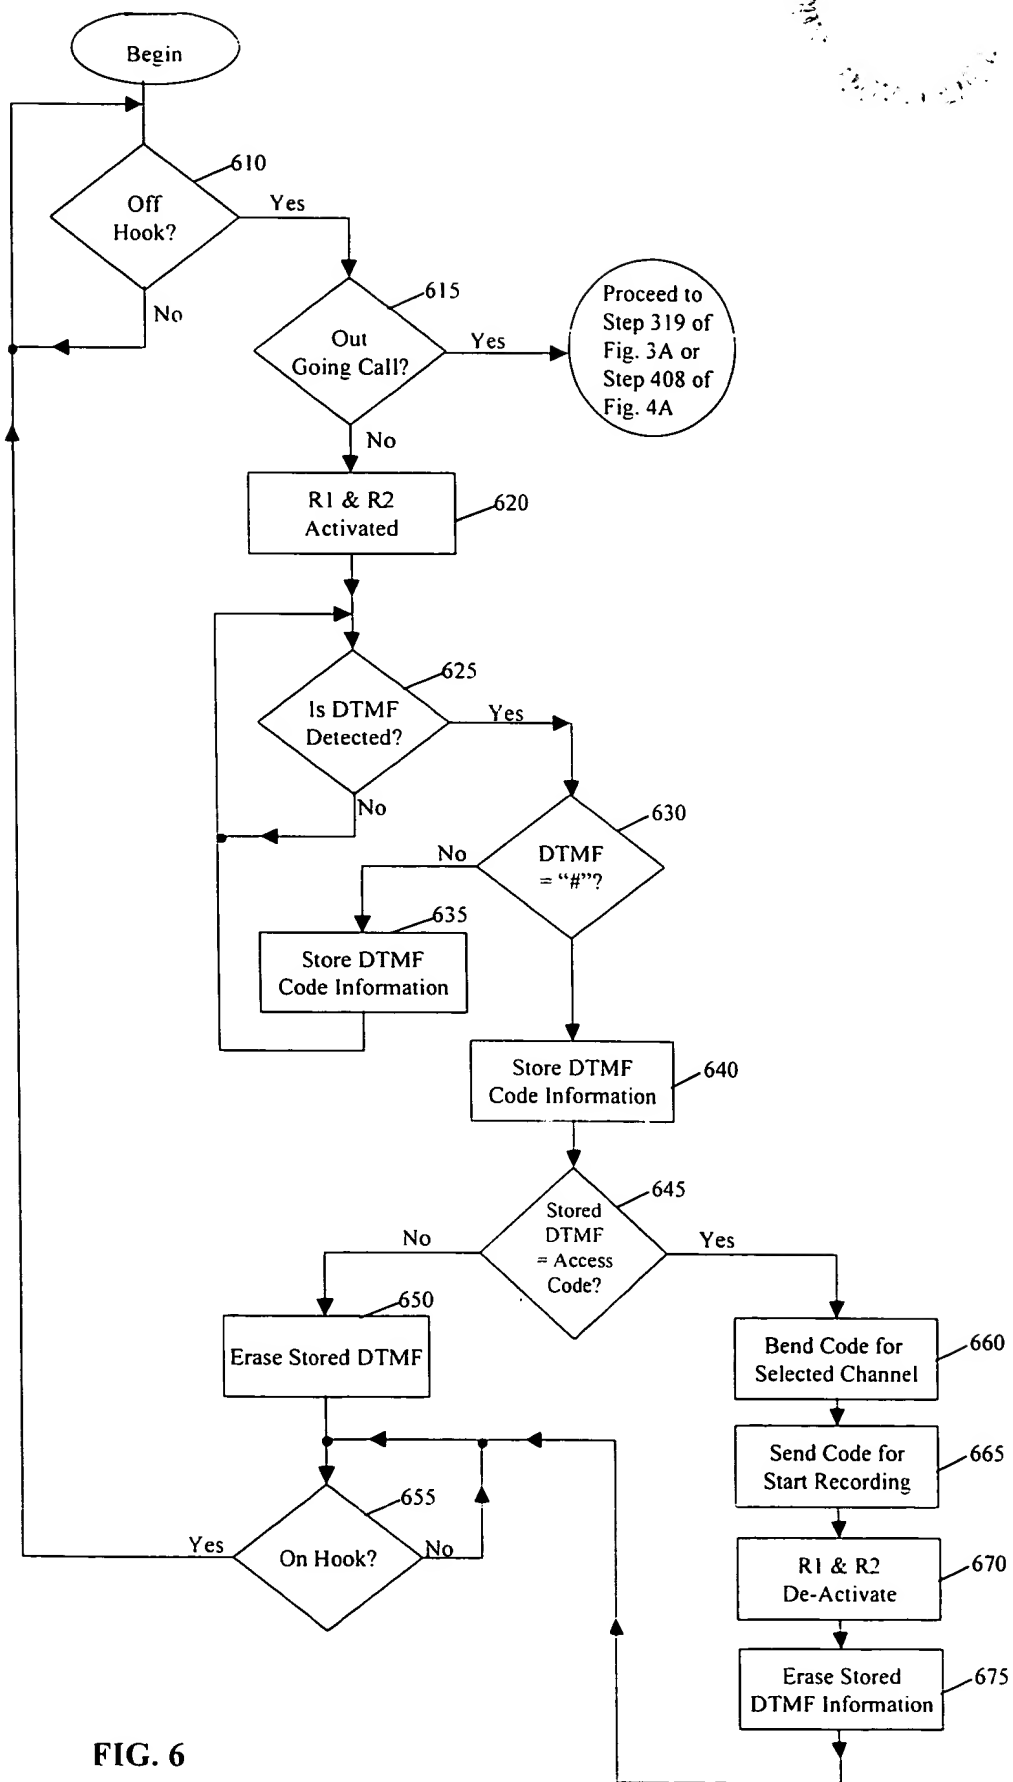 Begin
610
Off
Hook?
Yes
No
615
Out
Going Call?
Yes
No
Proceed to
Step 319 of
Fig. 3A or
Step 408 of
Fig. 4A
R1 & R2
Activated
620
625
Is DTMF
Detected?
Yes
No
630
DTMF
= “#”?
No
635
Store DTMF
Code Information
Store DTMF
Code Information
640
645
Stored
DTMF
= Access
Code?
No
Yes
650
Erase Stored DTMF
Bend Code for
Selected Channel
660
Send Code for
Start Recording
665
655
On Hook?
Yes
No
R1 & R2
De-Activate
670
Erase Stored
DTMF Information
675
FIG. 6